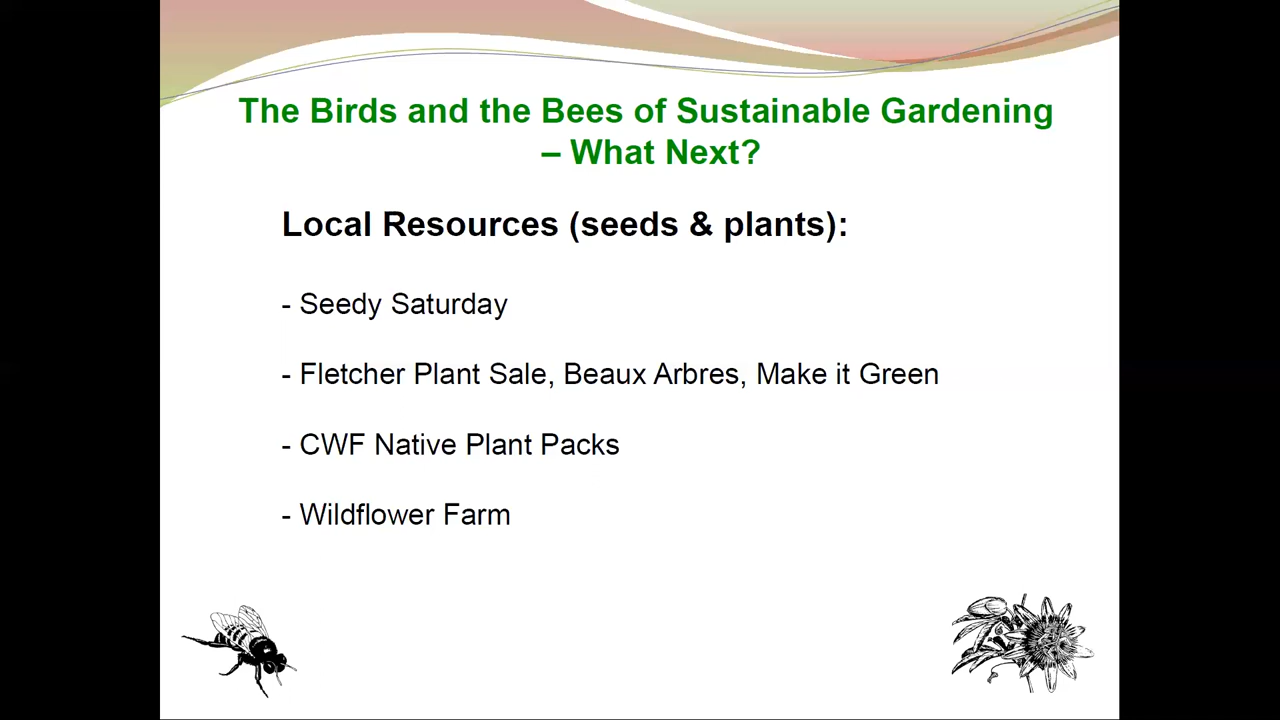 The Birds and the Bees of Sustainable Gardening
– What Next?
Local Resources (seeds & plants):
- Seedy Saturday
- Fletcher Plant Sale, Beaux Arbres, Make it Green
- CWF Native Plant Packs
- Wildflower Farm